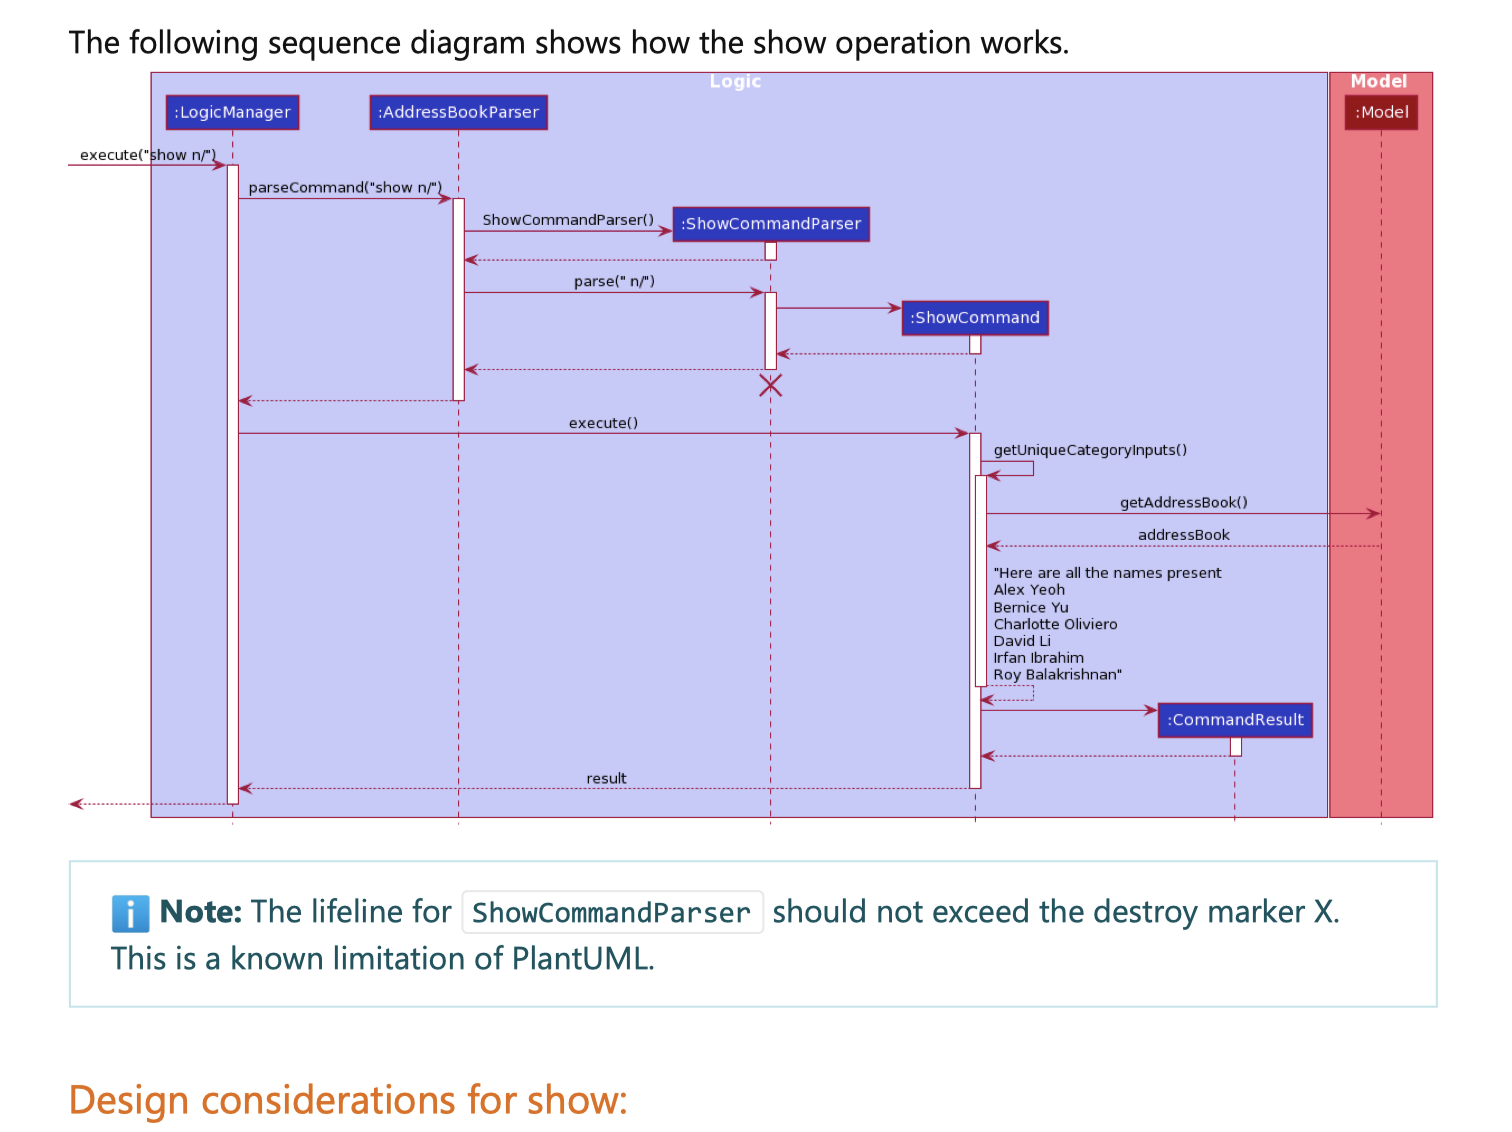 The following sequence diagram shows how the show operation works.
Logic
Model
:LogicManager
:AddressBookParser
:Model
execute("show n/")
parseCommand("show n/")
ShowCommandParser()
:ShowCommandParser
parse(" n/")
:ShowCommand
execute()
getUniqueCategoryInputs()
getAddressBook()
addressBook
"Here are all the names present
Alex Yeoh
Bernice Yu
Charlotte Oliviero
David Li
Irfan Ibrahim
Roy Balakrishnan"
:CommandResult
result
Note: The lifeline for ShowCommandParser should not exceed the destroy marker X.
This is a known limitation of PlantUML.
Design considerations for show: